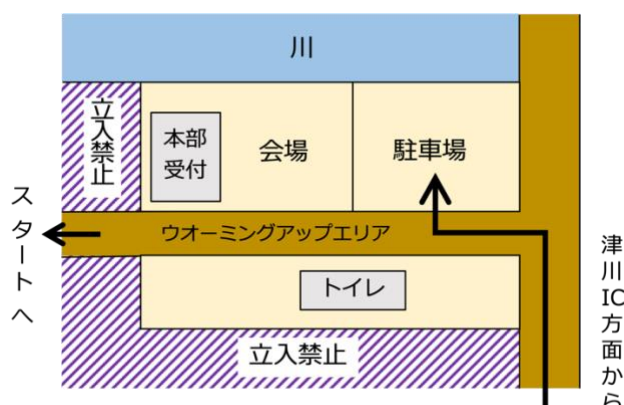 川
立入禁止
本部
受付
会場
駐車場
スタートへ
ウオーミングアップエリア
トイレ
立入禁止
津川IC方面から